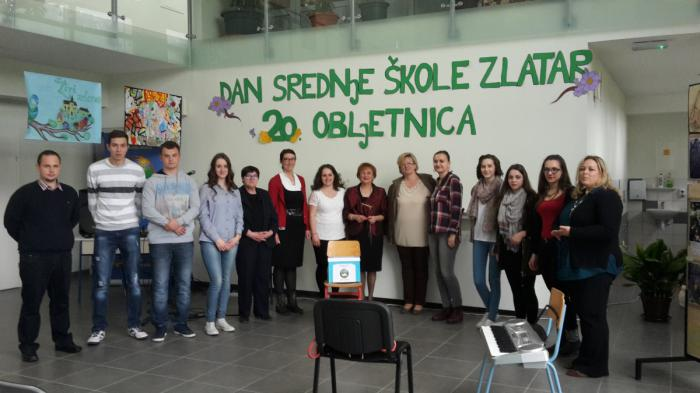 DAN SREDNJE ŠKOLE ZLATAR
20. OBLJETNICA